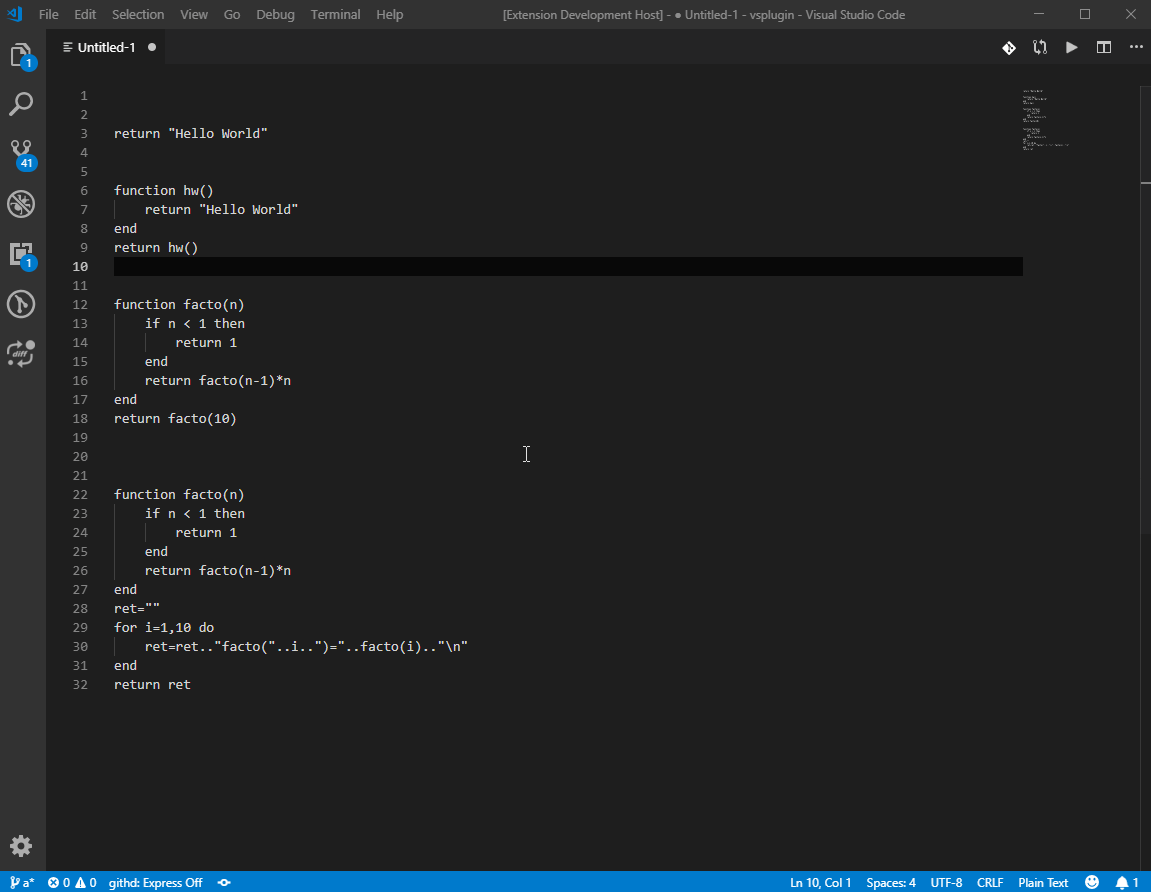 File Edit Selection View Go Debug Terminal Help [Extension Development Host] - ● Untitled-1 - vsplugin - Visual Studio Code
Untitled-1 ●
1
41
1
diff
1
2
3 return "Hello World"
4
5
6 function hw()
7     return "Hello World"
8 end
9 return hw()
10
11
12 function facto(n)
13     if n < 1 then
14         return 1
15     end
16     return facto(n-1)*n
17 end
18 return facto(10)
19
20
21
22 function facto(n)
23     if n < 1 then
24         return 1
25     end
26     return facto(n-1)*n
27 end
28 ret=""
29 for i=1,10 do
30     ret=ret.."facto("..i..")="..facto(i).."\n"
31 end
32 return ret
a* 0 0 githd: Express Off Ln 10, Col 1 Spaces: 4 UTF-8 CRLF Plain Text 1